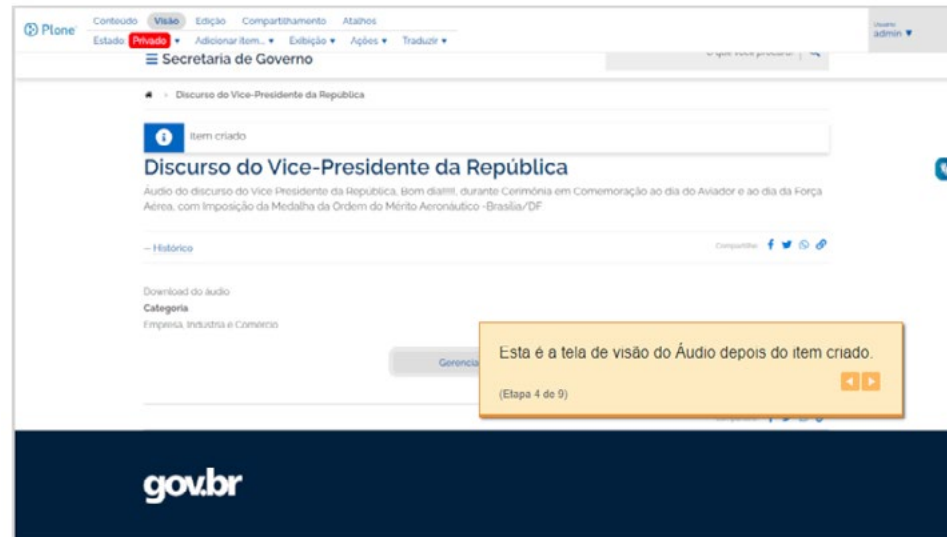 Plone
Conteúdo Visão Edição Compartilhamento Atalhos
Estado Privado Adicionar item... Exibição Ações Traduzir
Usuário
admin
Secretaria de Governo
O que você procura?
Discurso do Vice-Presidente da República
Item criado
Discurso do Vice-Presidente da República
Áudio do discurso do Vice Presidente da República, Bom dia!!!!!, durante Cerimônia em Comemoração ao dia do Aviador e ao dia da Força
Aérea, com Imposição da Medalha da Ordem do Mérito Aeronáutico -Brasília/DF
— Histórico
Compartilhe:
Download do áudio
Categoria
Empresa, Indústria e Comércio
Gerencia
Esta é a tela de visão do Áudio depois do item criado.
(Etapa 4 de 9)
gov.br